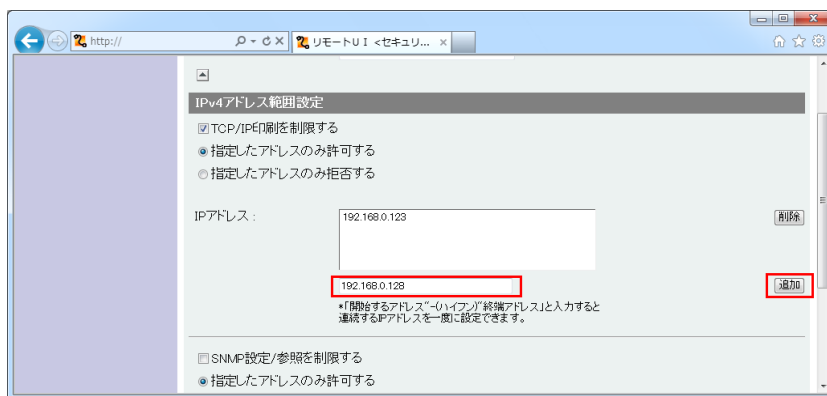 http://
リモートUI <セキュリ...
IPv4アドレス範囲設定
TCP/IP印刷を制限する
指定したアドレスのみ許可する
指定したアドレスのみ拒否する
IPアドレス :
192.168.0.123
削除
192.168.0.128
追加
*「開始するアドレス"-(ハイフン)"終端アドレス」と入力すると
連続するIPアドレスを一度に設定できます。
SNMP設定/参照を制限する
指定したアドレスのみ許可する